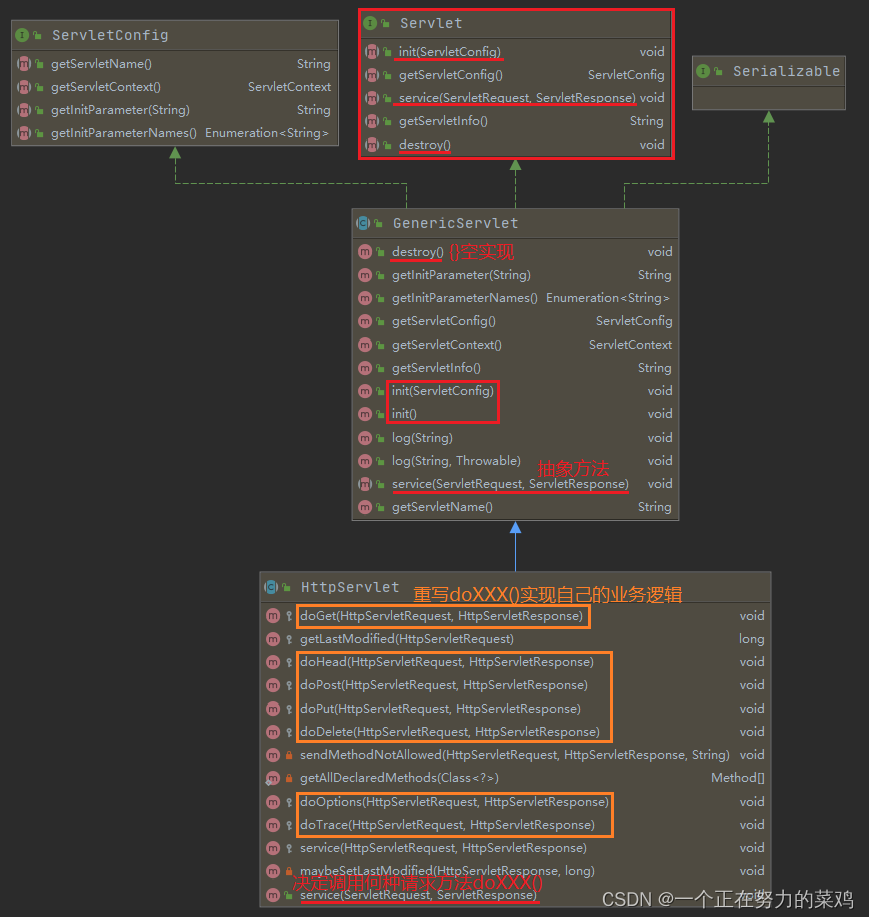 ServletConfig
getServletName() String
getServletContext() ServletContext
getInitParameter(String) String
getInitParameterNames() Enumeration<String>
Servlet
init(ServletConfig) void
getServletConfig() ServletConfig
service(ServletRequest, ServletResponse) void
getServletInfo() String
destroy() void
Serializable
GenericServlet
destroy() {}空实现 void
getInitParameter(String) String
getInitParameterNames() Enumeration<String>
getServletConfig() ServletConfig
getServletContext() ServletContext
getServletInfo() String
init(ServletConfig) void
init() void
log(String) void
log(String, Throwable) void
抽象方法
service(ServletRequest, ServletResponse) void
getServletName() String
HttpServlet
重写doXXX()实现自己的业务逻辑
doGet(HttpServletRequest, HttpServletResponse) void
getLastModified(HttpServletRequest) long
doHead(HttpServletRequest, HttpServletResponse) void
doPost(HttpServletRequest, HttpServletResponse) void
doPut(HttpServletRequest, HttpServletResponse) void
doDelete(HttpServletRequest, HttpServletResponse) void
sendMethodNotAllowed(HttpServletRequest, HttpServletResponse, String) void
getAllDeclaredMethods(Class<?>) Method[]
doOptions(HttpServletRequest, HttpServletResponse) void
doTrace(HttpServletRequest, HttpServletResponse) void
service(HttpServletRequest, HttpServletResponse) void
maybeSetLastModified(HttpServletResponse, long) void
决定调用何种请求方法doXXX()
service(ServletRequest, ServletResponse)
CSDN @一个正在努力的菜鸡